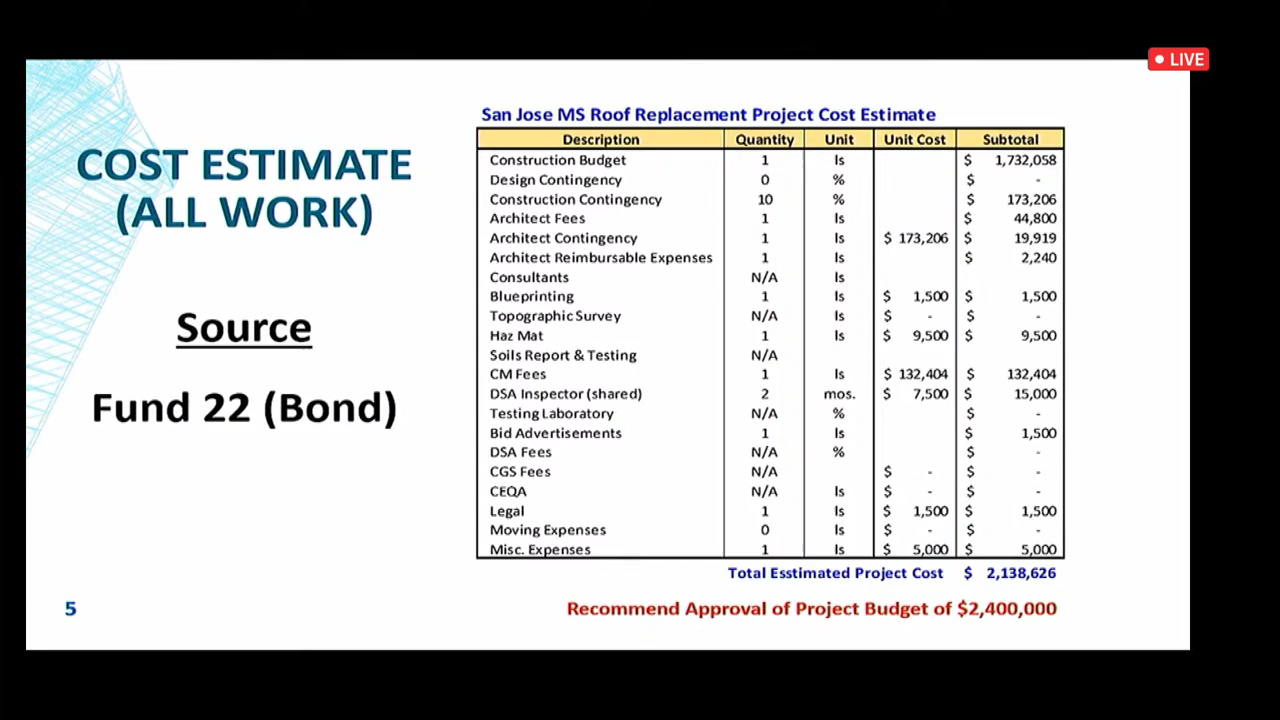 LIVE
COST ESTIMATE
(ALL WORK)
Source
Fund 22 (Bond)
5
San Jose MS Roof Replacement Project Cost Estimate
Description Quantity Unit Unit Cost Subtotal
Construction Budget 1 ls $ 1,732,058
Design Contingency 0 % $ -
Construction Contingency 10 % $ 173,206
Architect Fees 1 ls $ 44,800
Architect Contingency 1 ls $ 173,206 $ 19,919
Architect Reimbursable Expenses 1 ls $ 2,240
Consultants N/A ls
Blueprinting 1 ls $ 1,500 $ 1,500
Topographic Survey N/A ls $ - $ -
Haz Mat 1 ls $ 9,500 $ 9,500
Soils Report & Testing N/A
CM Fees 1 ls $ 132,404 $ 132,404
DSA Inspector (shared) 2 mos. $ 7,500 $ 15,000
Testing Laboratory N/A % $ -
Bid Advertisements 1 ls $ 1,500
DSA Fees N/A % $ -
CGS Fees N/A $ - $ -
CEQA N/A ls $ - $ -
Legal 1 ls $ 1,500 $ 1,500
Moving Expenses 0 ls $ - $ -
Misc. Expenses 1 ls $ 5,000 $ 5,000
Total Esstimated Project Cost $ 2,138,626
Recommend Approval of Project Budget of $2,400,000